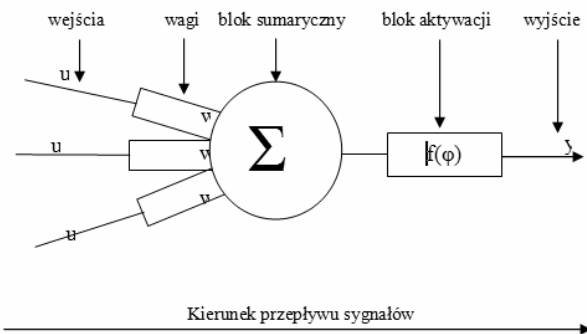 wejścia wagi blok sumaryczny blok aktywacji wyjście
u
w
u
w
Σ
f(φ)
y
w
u
Kierunek przepływu sygnałów